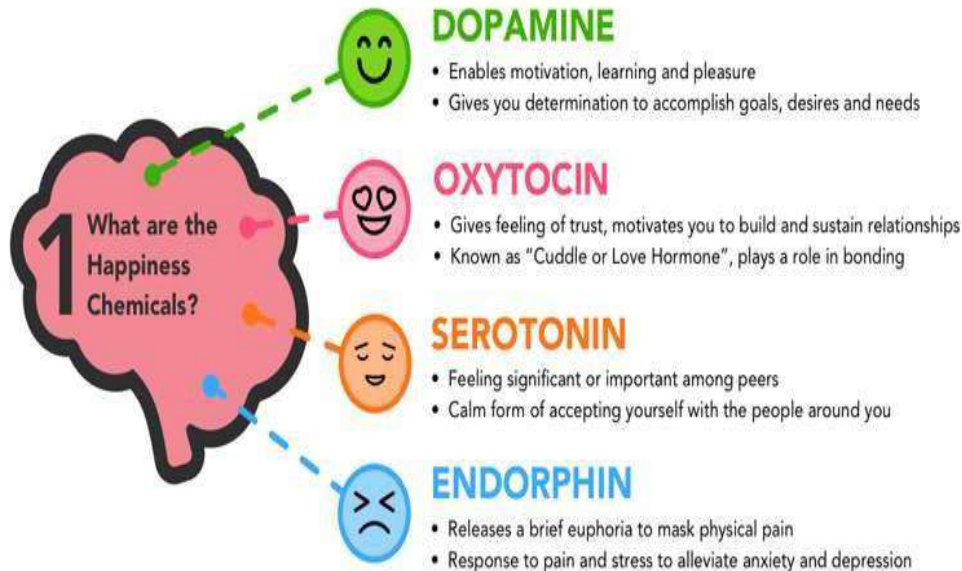 1 What are the
Happiness
Chemicals?
DOPAMINE
• Enables motivation, learning and pleasure
• Gives you determination to accomplish goals, desires and needs
OXYTOCIN
• Gives feeling of trust, motivates you to build and sustain relationships
• Known as “Cuddle or Love Hormone”, plays a role in bonding
SEROTONIN
• Feeling significant or important among peers
• Calm form of accepting yourself with the people around you
ENDORPHIN
• Releases a brief euphoria to mask physical pain
• Response to pain and stress to alleviate anxiety and depression